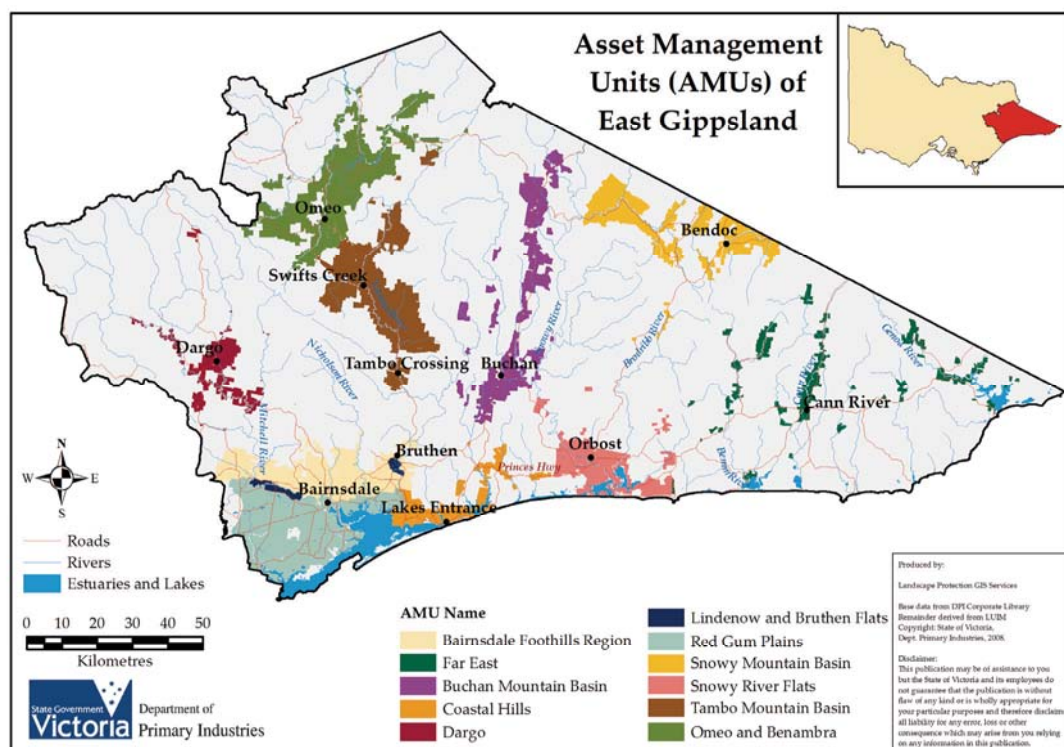 Asset Management
Units (AMUs) of
East Gippsland
Omeo
Bendoc
Swifts Creek
Snowy River
Brodribb River
Genoa River
Dargo
Nicholson River
Tambo Crossing
Buchan
Cann River
Cann River
Mitchell River
Bruthen
Orbost
Princes Hwy
Bemm River
Bairnsdale
Lakes Entrance
N
W
E
S
Roads
Rivers
Estuaries and Lakes
0 10 20 30 40 50
Kilometres
State Government
Victoria
Department of
Primary Industries
AMU Name
Bairnsdale Foothills Region
Far East
Buchan Mountain Basin
Coastal Hills
Dargo
Lindenow and Bruthen Flats
Red Gum Plains
Snowy Mountain Basin
Snowy River Flats
Tambo Mountain Basin
Omeo and Benambra
Produced by:
Landscape Protection GIS Services
Base data from DPI Corporate Library
Remainder derived from LUIM
Copyright: State of Victoria,
Dept. Primary Industries, 2008.
Disclaimer:
This publication may be of assistance to you
but the State of Victoria and its employees do
not guarantee that the publication is without
flaw of any kind or is wholly appropriate for
your particular purposes and therefore disclaims
all liability for any error, loss or other
consequence which may arise from you relying
on any information in this publication.